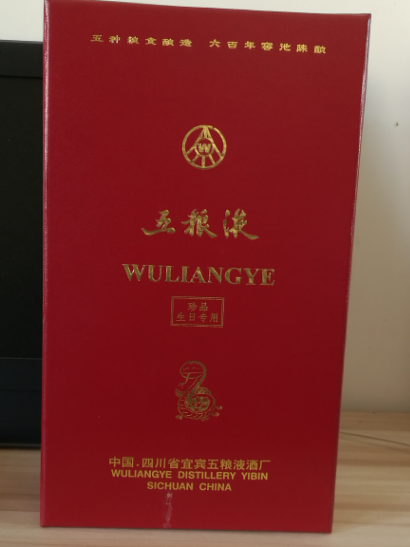 五种粮食酿造 六百年窖池陈酿
W
五粮液
WULIANGYE
珍品
生日专用
中国.四川省宜宾五粮液酒厂
WULIANGYE DISTILLERY YIBIN
SICHUAN CHINA